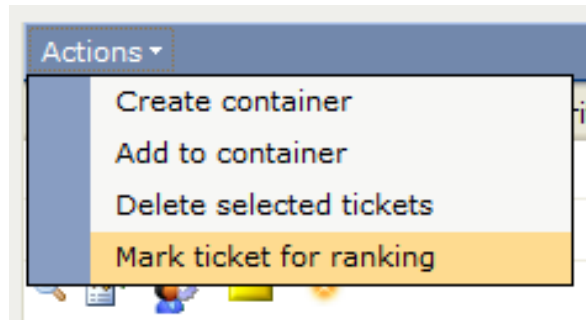 Actions
Create container
Add to container
Delete selected tickets
Mark ticket for ranking